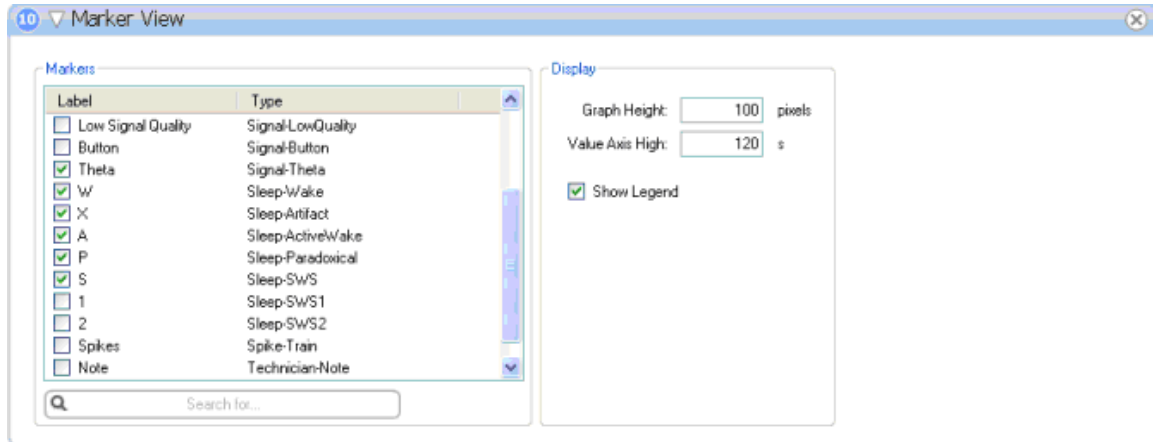 10 Marker View
Markers
Label Type
Low Signal Quality Signal-LowQuality
Button Signal-Button
Theta Signal-Theta
W Sleep-Wake
X Sleep-Artifact
A Sleep-ActiveWake
P Sleep-Paradoxical
S Sleep-SWS
1 Sleep-SWS1
2 Sleep-SWS2
Spikes Spike-Train
Note Technician-Note
Search for...
Display
Graph Height: 100 pixels
Value Axis High: 120 s
Show Legend